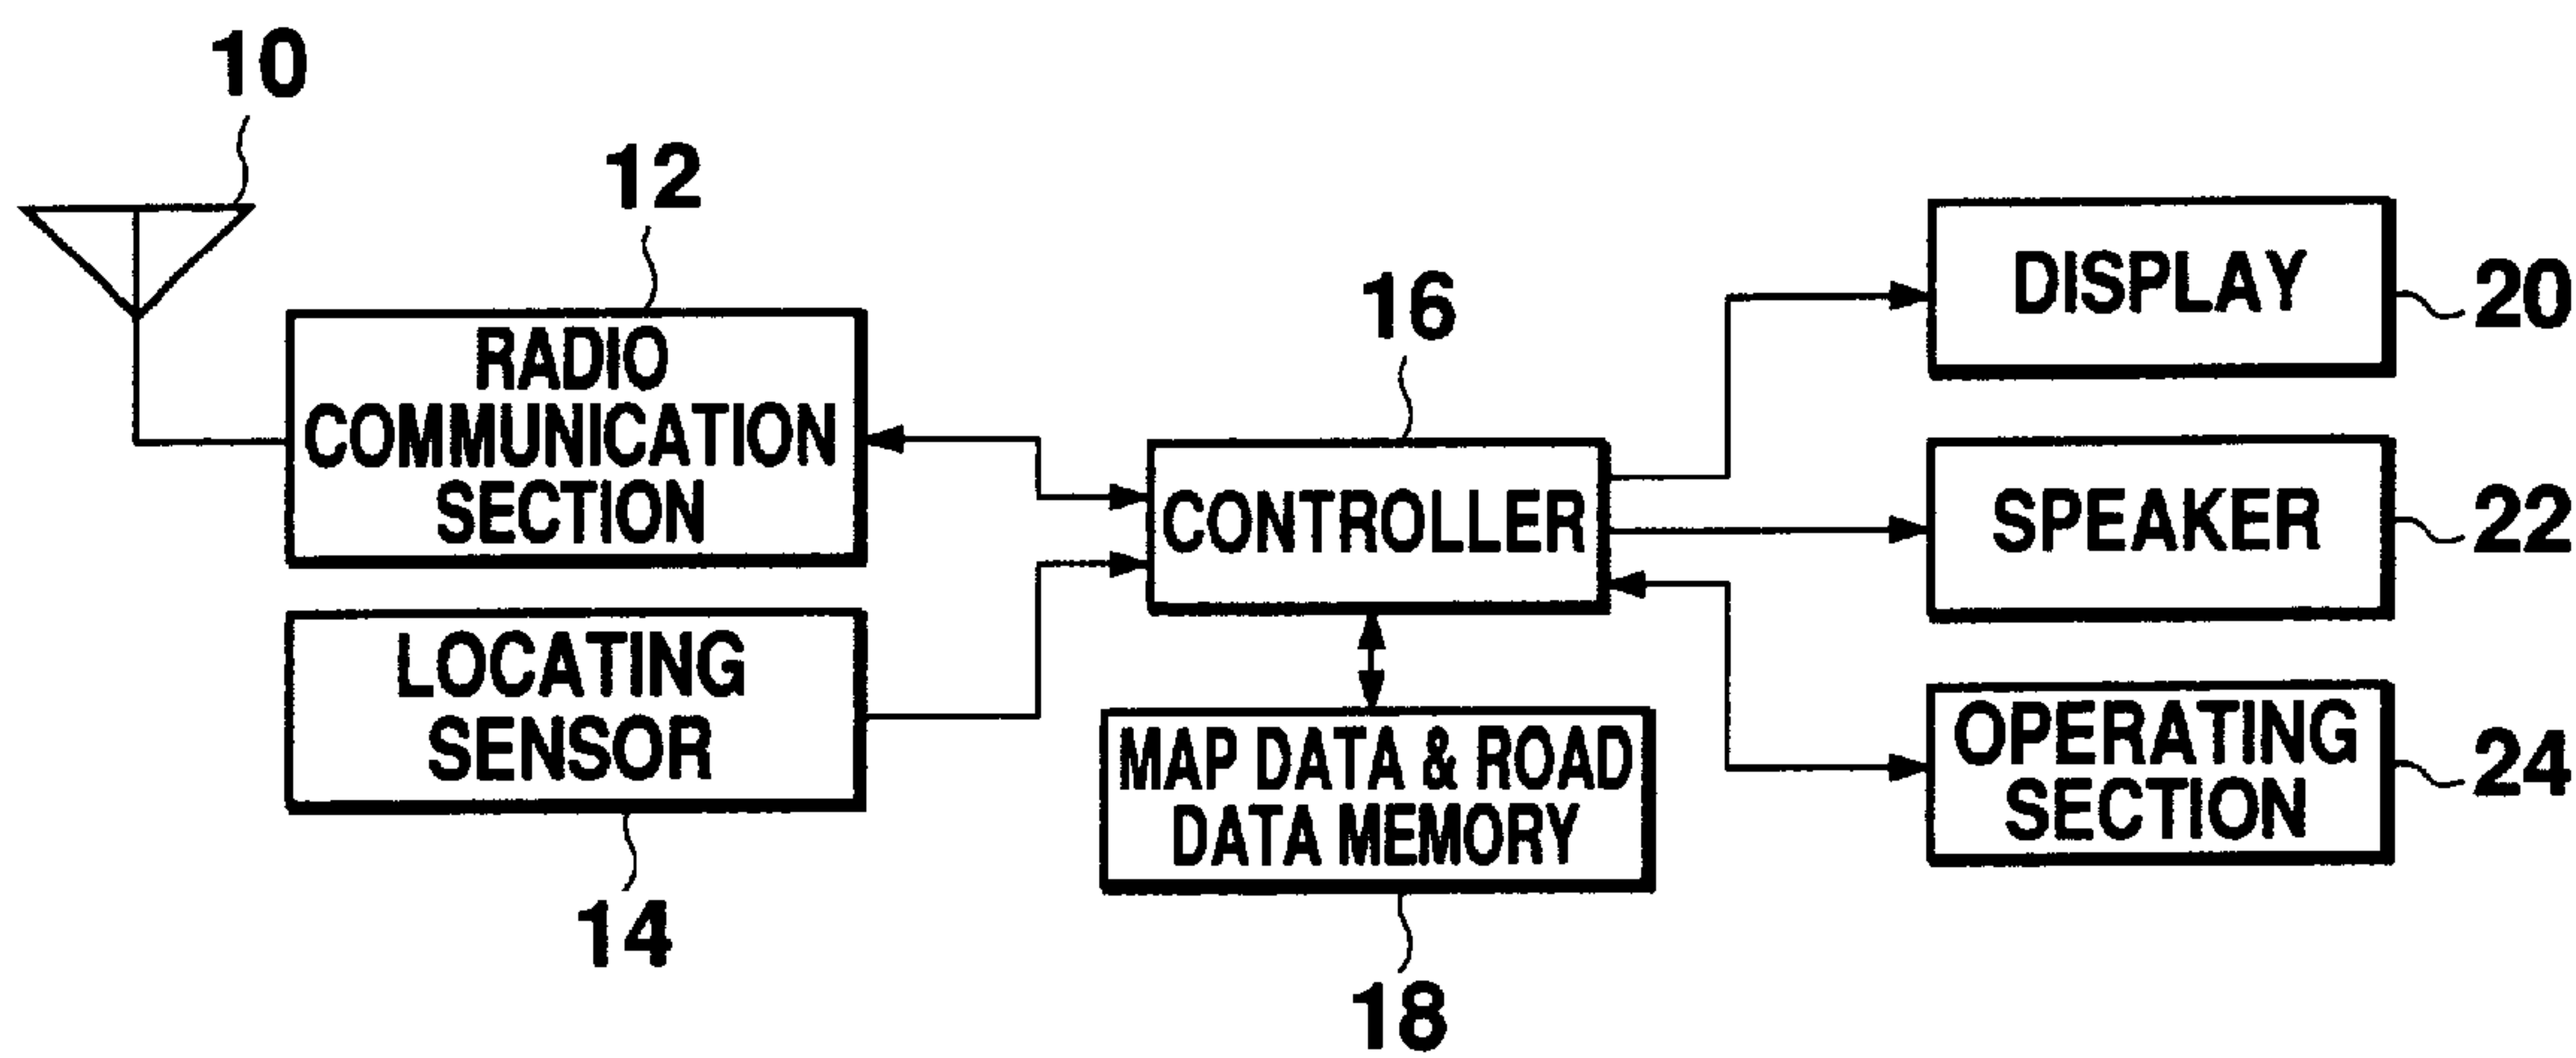 10
12
RADIO
COMMUNICATION
SECTION
LOCATING
SENSOR
14
16
CONTROLLER
MAP DATA & ROAD
DATA MEMORY
18
DISPLAY
20
SPEAKER
22
OPERATING
SECTION
24